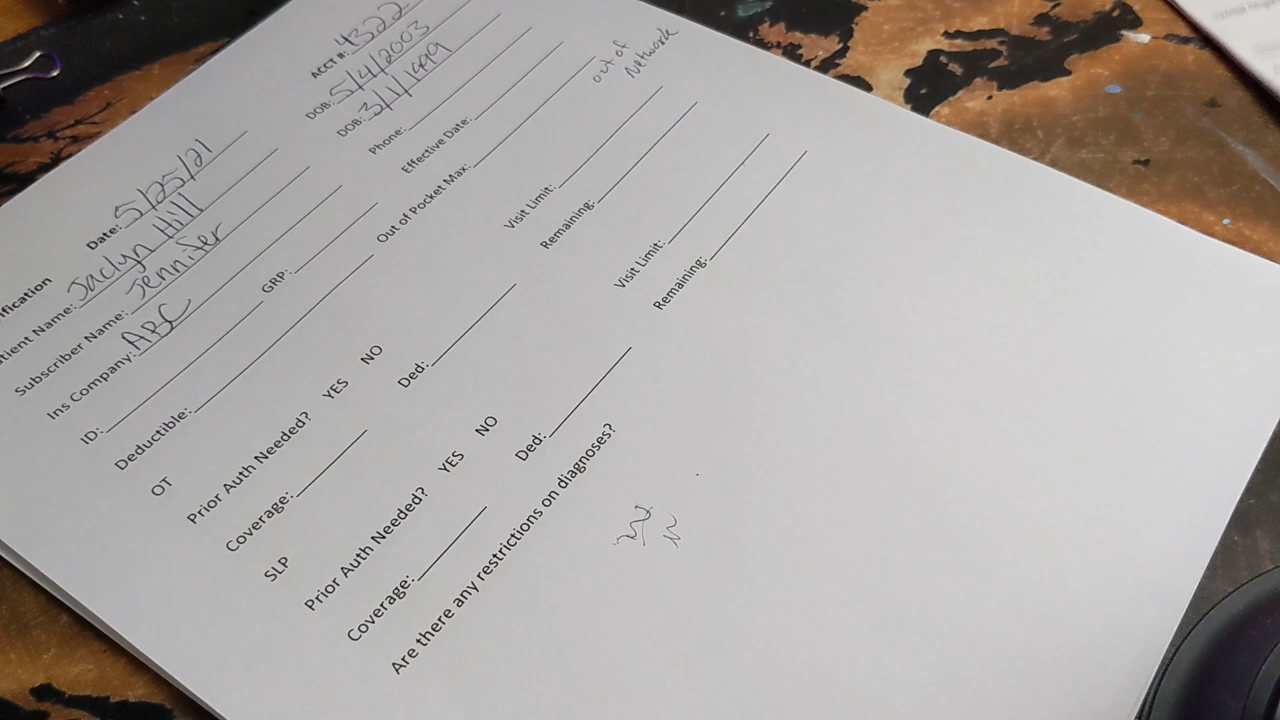 ification
Date: 5/25/21 ACCT #: 4322
tient Name: Jaclyn Hill DOB: 5/4/2003
Subscriber Name: Jennifer DOB: 3/1/1499
Ins Company: ABC Phone:
ID: GRP: Effective Date:
Deductible: Out of Pocket Max: out of
Network
OT
Prior Auth Needed? YES NO Visit Limit:
Coverage: Ded: Remaining:
SLP
Prior Auth Needed? YES NO Visit Limit:
Coverage: Ded: Remaining:
Are there any restrictions on diagnoses?